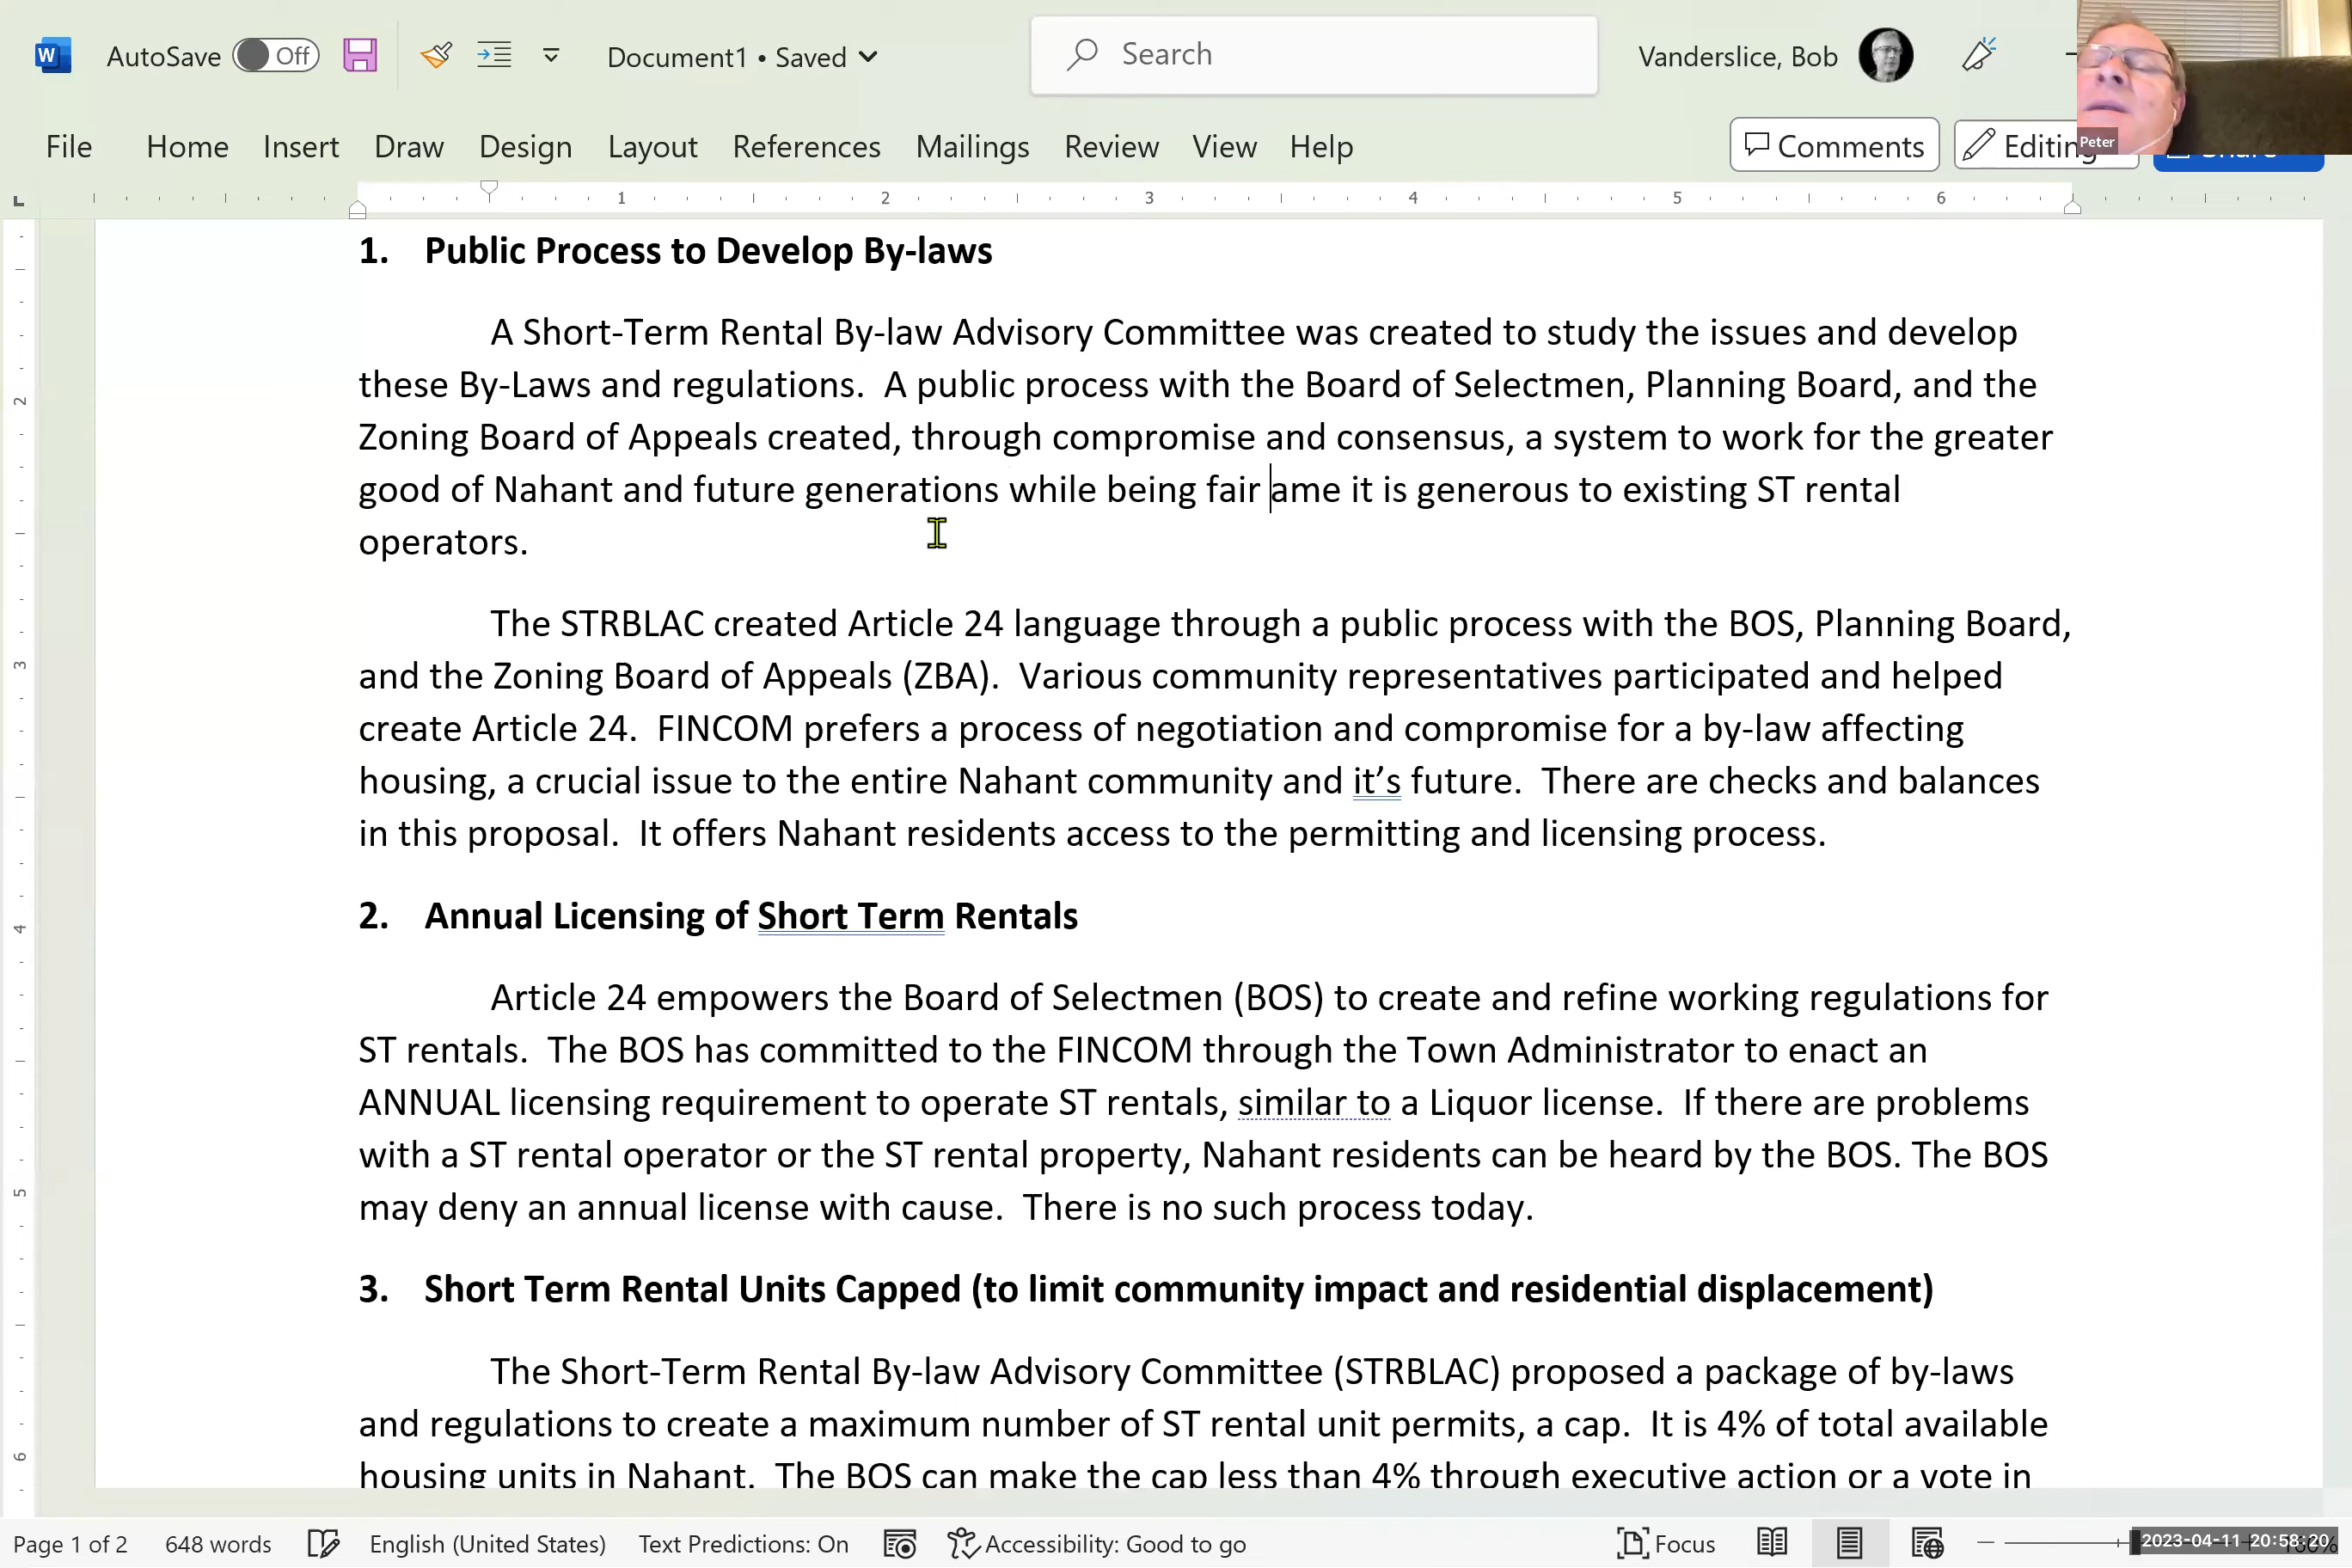 AutoSave Off Document1 • Saved Search Vanderslice, Bob
File Home Insert Draw Design Layout References Mailings Review View Help Comments Editing Peter
1 2 3 4 5 6
1. Public Process to Develop By-laws
A Short-Term Rental By-law Advisory Committee was created to study the issues and develop
these By-Laws and regulations. A public process with the Board of Selectmen, Planning Board, and the
Zoning Board of Appeals created, through compromise and consensus, a system to work for the greater
good of Nahant and future generations while being fair ame it is generous to existing ST rental
operators.
The STRBLAC created Article 24 language through a public process with the BOS, Planning Board,
and the Zoning Board of Appeals (ZBA). Various community representatives participated and helped
create Article 24. FINCOM prefers a process of negotiation and compromise for a by-law affecting
housing, a crucial issue to the entire Nahant community and it’s future. There are checks and balances
in this proposal. It offers Nahant residents access to the permitting and licensing process.
2. Annual Licensing of Short Term Rentals
Article 24 empowers the Board of Selectmen (BOS) to create and refine working regulations for
ST rentals. The BOS has committed to the FINCOM through the Town Administrator to enact an
ANNUAL licensing requirement to operate ST rentals, similar to a Liquor license. If there are problems
with a ST rental operator or the ST rental property, Nahant residents can be heard by the BOS. The BOS
may deny an annual license with cause. There is no such process today.
3. Short Term Rental Units Capped (to limit community impact and residential displacement)
The Short-Term Rental By-law Advisory Committee (STRBLAC) proposed a package of by-laws
and regulations to create a maximum number of ST rental unit permits, a cap. It is 4% of total available
housing units in Nahant. The BOS can make the cap less than 4% through executive action or a vote in
2
3
4
5
6
Page 1 of 2 648 words English (United States) Text Predictions: On Accessibility: Good to go Focus 2023-04-11 20:58:20